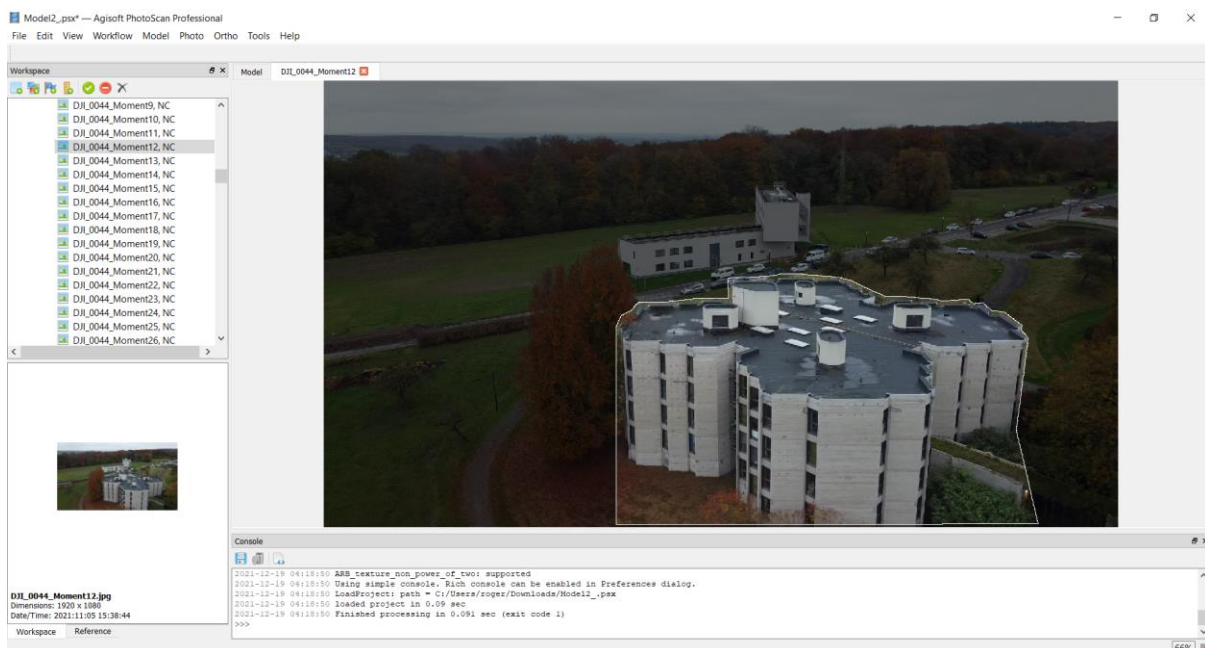 Model2_.psx* — Agisoft PhotoScan Professional
File Edit View Workflow Model Photo Ortho Tools Help
Workspace
Model DJI_0044_Moment12
DJI_0044_Moment9, NC
DJI_0044_Moment10, NC
DJI_0044_Moment11, NC
DJI_0044_Moment12, NC
DJI_0044_Moment13, NC
DJI_0044_Moment14, NC
DJI_0044_Moment15, NC
DJI_0044_Moment16, NC
DJI_0044_Moment17, NC
DJI_0044_Moment18, NC
DJI_0044_Moment19, NC
DJI_0044_Moment20, NC
DJI_0044_Moment21, NC
DJI_0044_Moment22, NC
DJI_0044_Moment23, NC
DJI_0044_Moment24, NC
DJI_0044_Moment25, NC
DJI_0044_Moment26, NC
DJI_0044_Moment12.jpg
Dimensions: 1920 x 1080
Date/Time: 2021:11:05 15:38:44
Workspace Reference
Console
2021-12-19 04:18:50 ARB_texture_non_power_of_two: supported
2021-12-19 04:18:50 Using simple console. Rich console can be enabled in Preferences dialog.
2021-12-19 04:18:50 LoadProject: path = C:/Users/roger/Downloads/Model2_.psx
2021-12-19 04:18:50 loaded project in 0.09 sec
2021-12-19 04:18:50 Finished processing in 0.091 sec (exit code 1)
>>>
66%